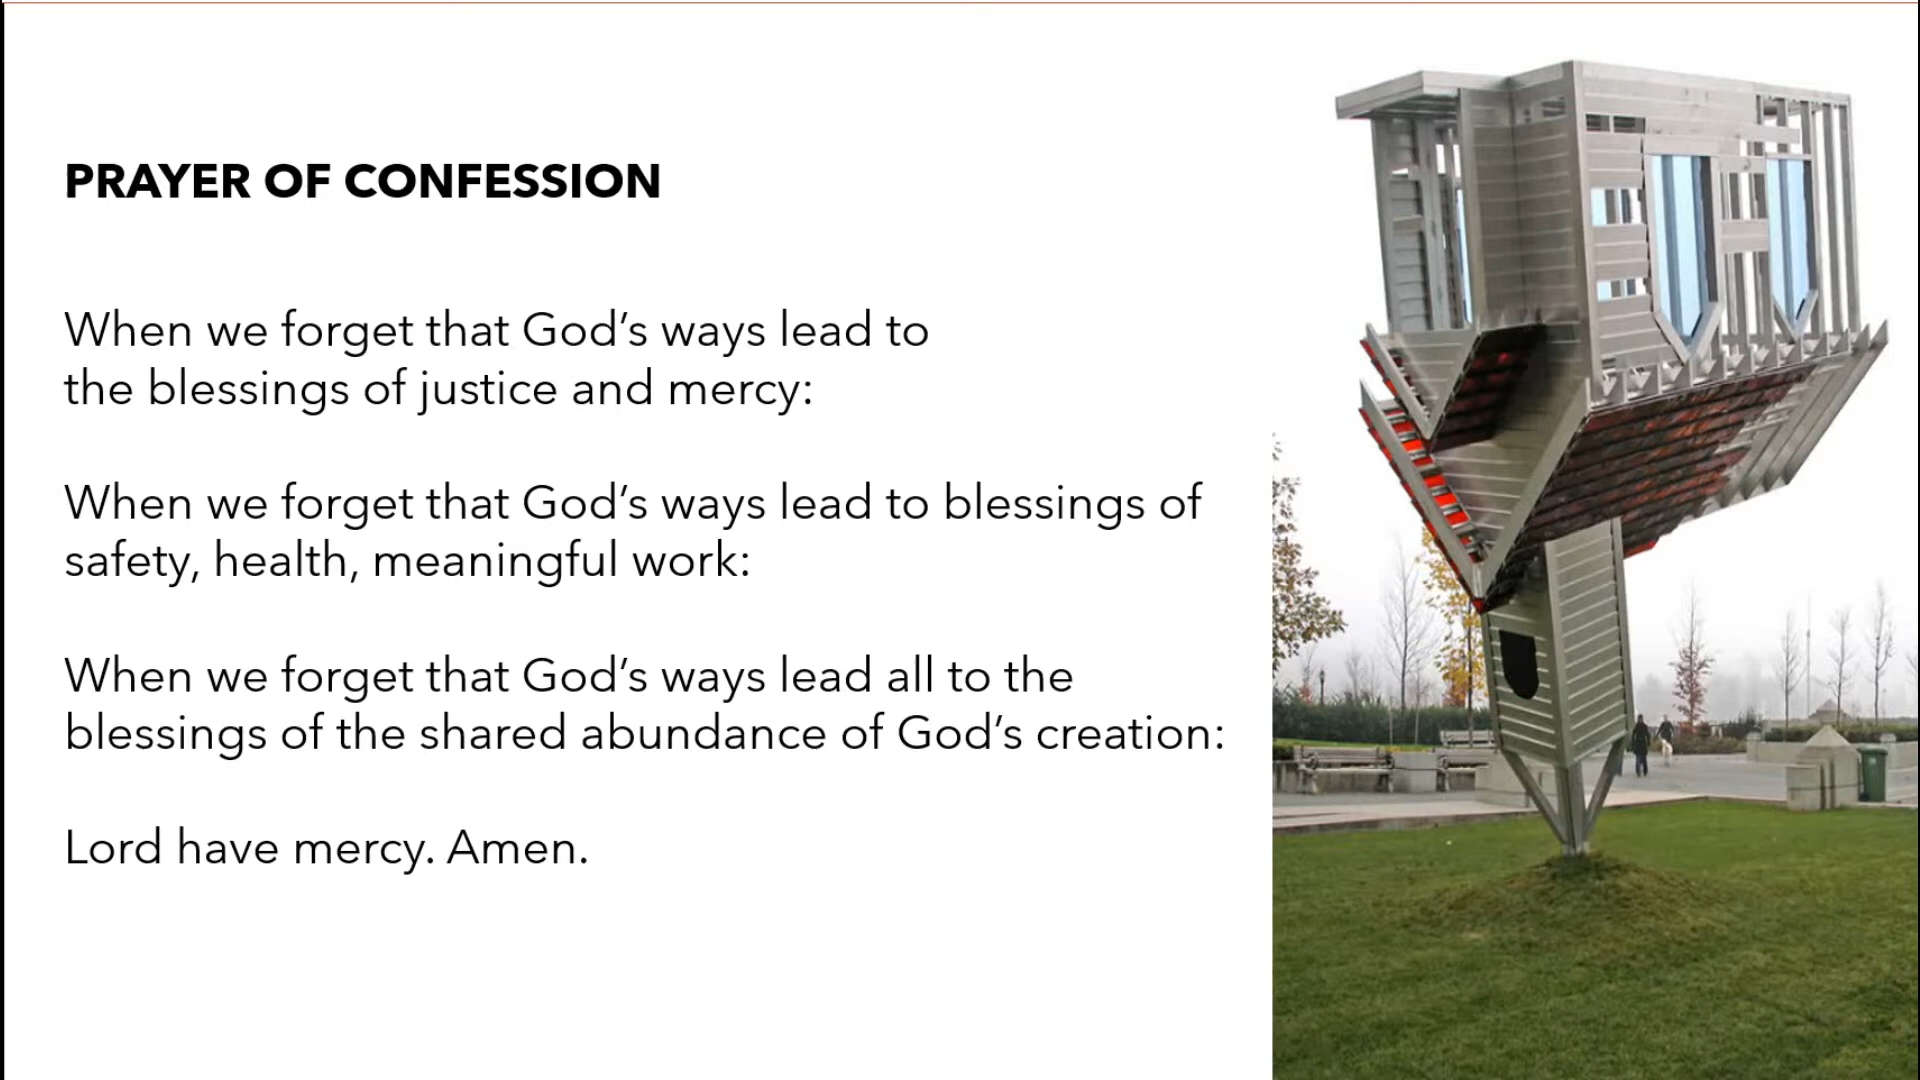 PRAYER OF CONFESSION
When we forget that God’s ways lead to
the blessings of justice and mercy:
When we forget that God’s ways lead to blessings of
safety, health, meaningful work:
When we forget that God’s ways lead all to the
blessings of the shared abundance of God’s creation:
Lord have mercy. Amen.